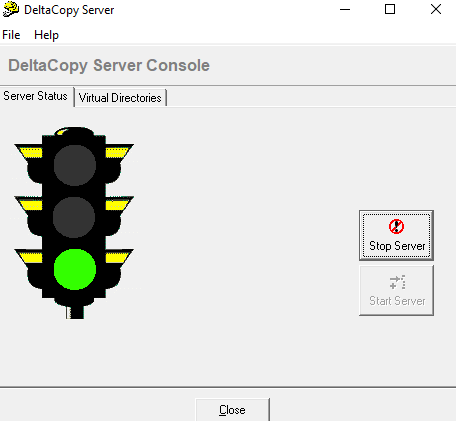 DeltaCopy Server
File Help
DeltaCopy Server Console
Server Status Virtual Directories
Stop Server
Start Server
Close